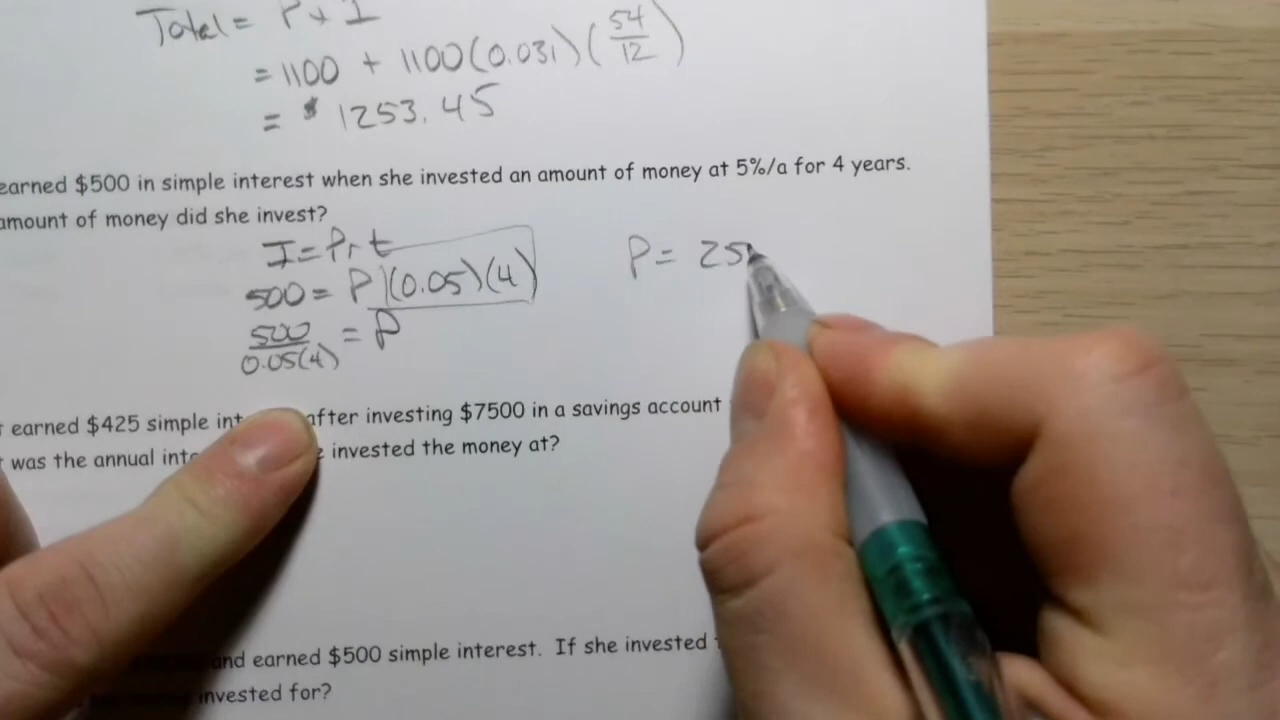 Total = P + I
= 1100 + 1100(0.031)(54/12)
= $ 1253.45
earned $500 in simple interest when she invested an amount of money at 5%/a for 4 years.
amount of money did she invest?
I = Prt
500 = P(0.05)(4)
500/0.05(4) = P
P = 25
earned $425 simple after investing $7500 in a savings account
was the annual invested the money at?
and earned $500 simple interest. If she invested
invested for?